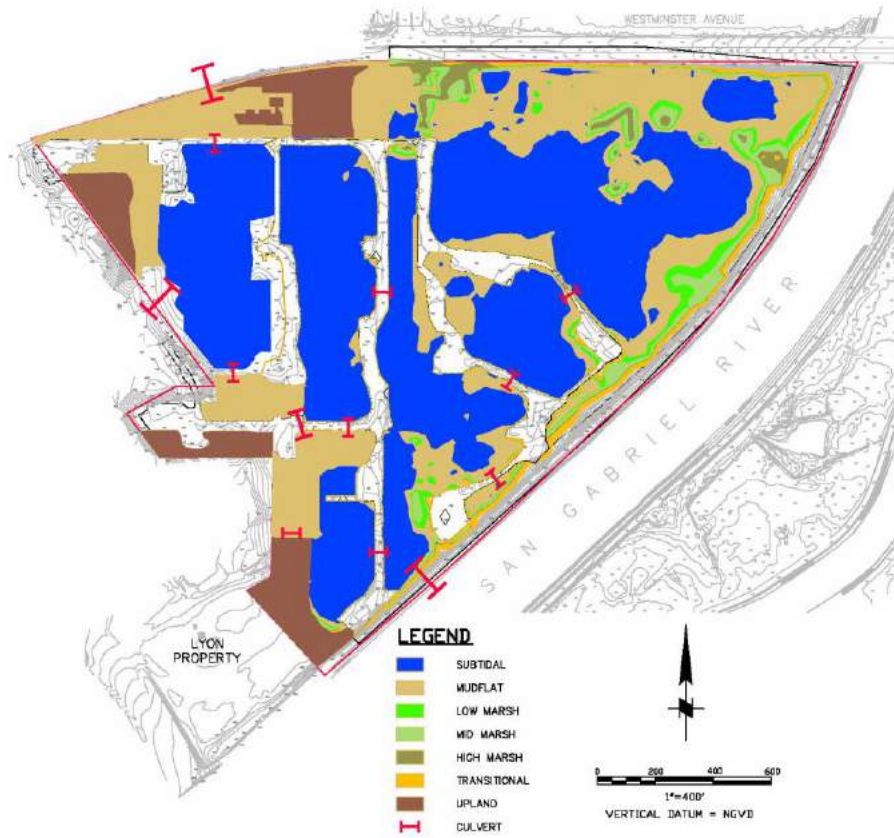 WESTMINSTER AVENUE
SAN GABRIEL RIVER
LYON
PROPERTY
LEGEND
SUBTIDAL
MUDFLAT
LOW MARSH
MID MARSH
HIGH MARSH
TRANSITIONAL
UPLAND
CULVERT
0 200 400 600
1"=400'
VERTICAL DATUM = NGVD